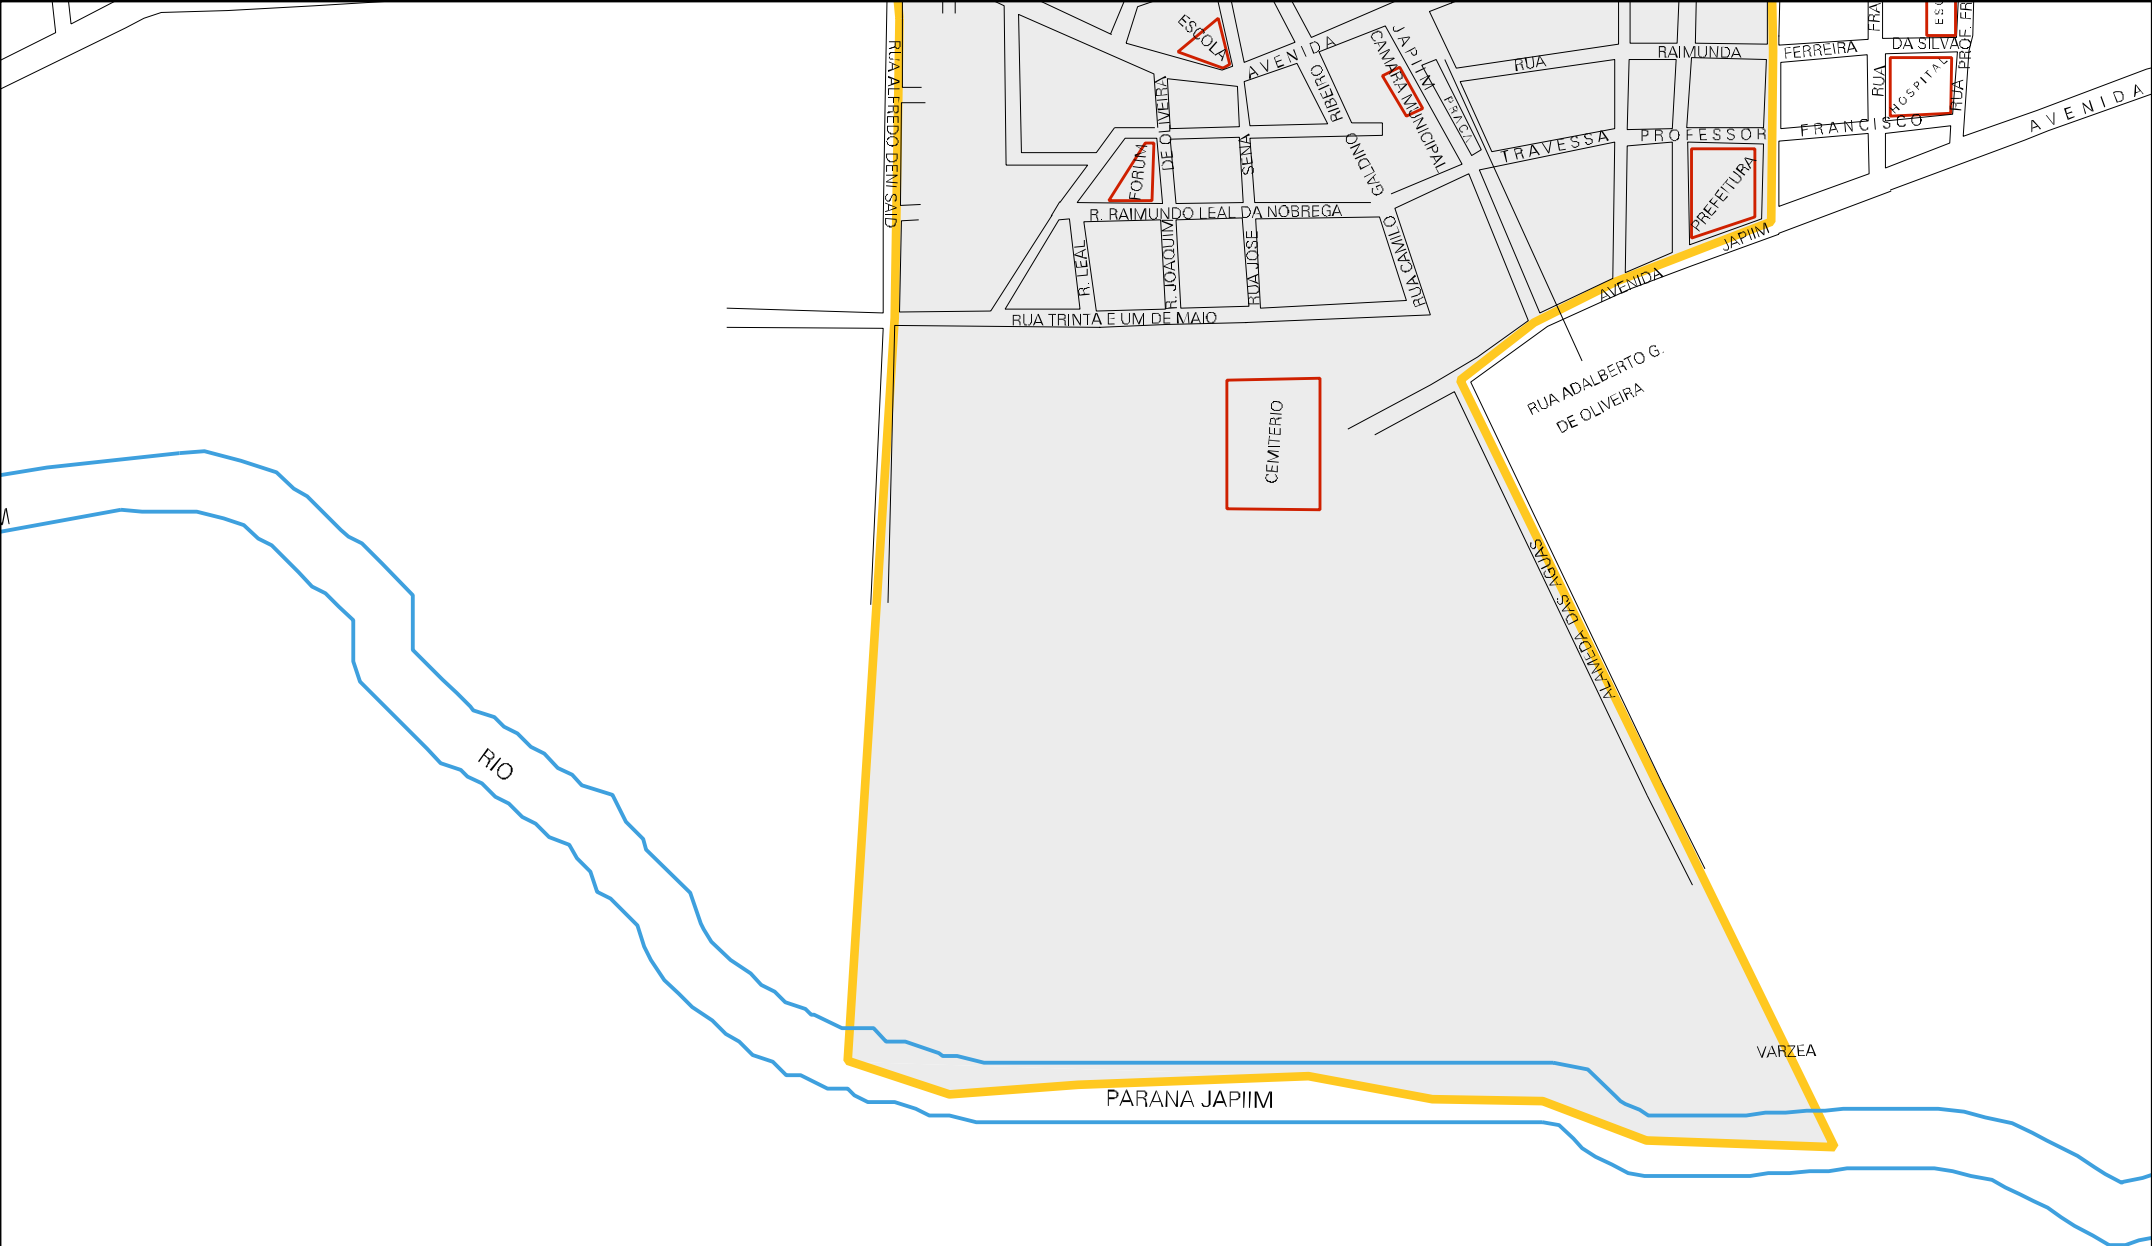 ESCOLA
AVENIDA
JAPIIM
CAMARA MUNICIPAL
PRACA
RIBEIRO
RUA
RAIMUNDA
FERREIRA
DA SILVA
FRA
ESC
PROF. FR
RUA
HOSPITAL
RUA
AVENIDA
RUA ALFREDO DENI SAID
DE OLIVEIRA
FORUM
SENA
GALDINO
TRAVESSA
PROFESSOR
FRANCISCO
PREFEITURA
R. RAIMUNDO LEAL DA NOBREGA
R. LEAL
R. JOAQUIM
RUA JOSE
RUA CAMILO
JAPIIM
AVENIDA
RUA TRINTA E UM DE MAIO
RUA ADALBERTO G.
DE OLIVEIRA
CEMITERIO
ALAMEDA DAS AGUAS
RIO
VARZEA
PARANA JAPIIM